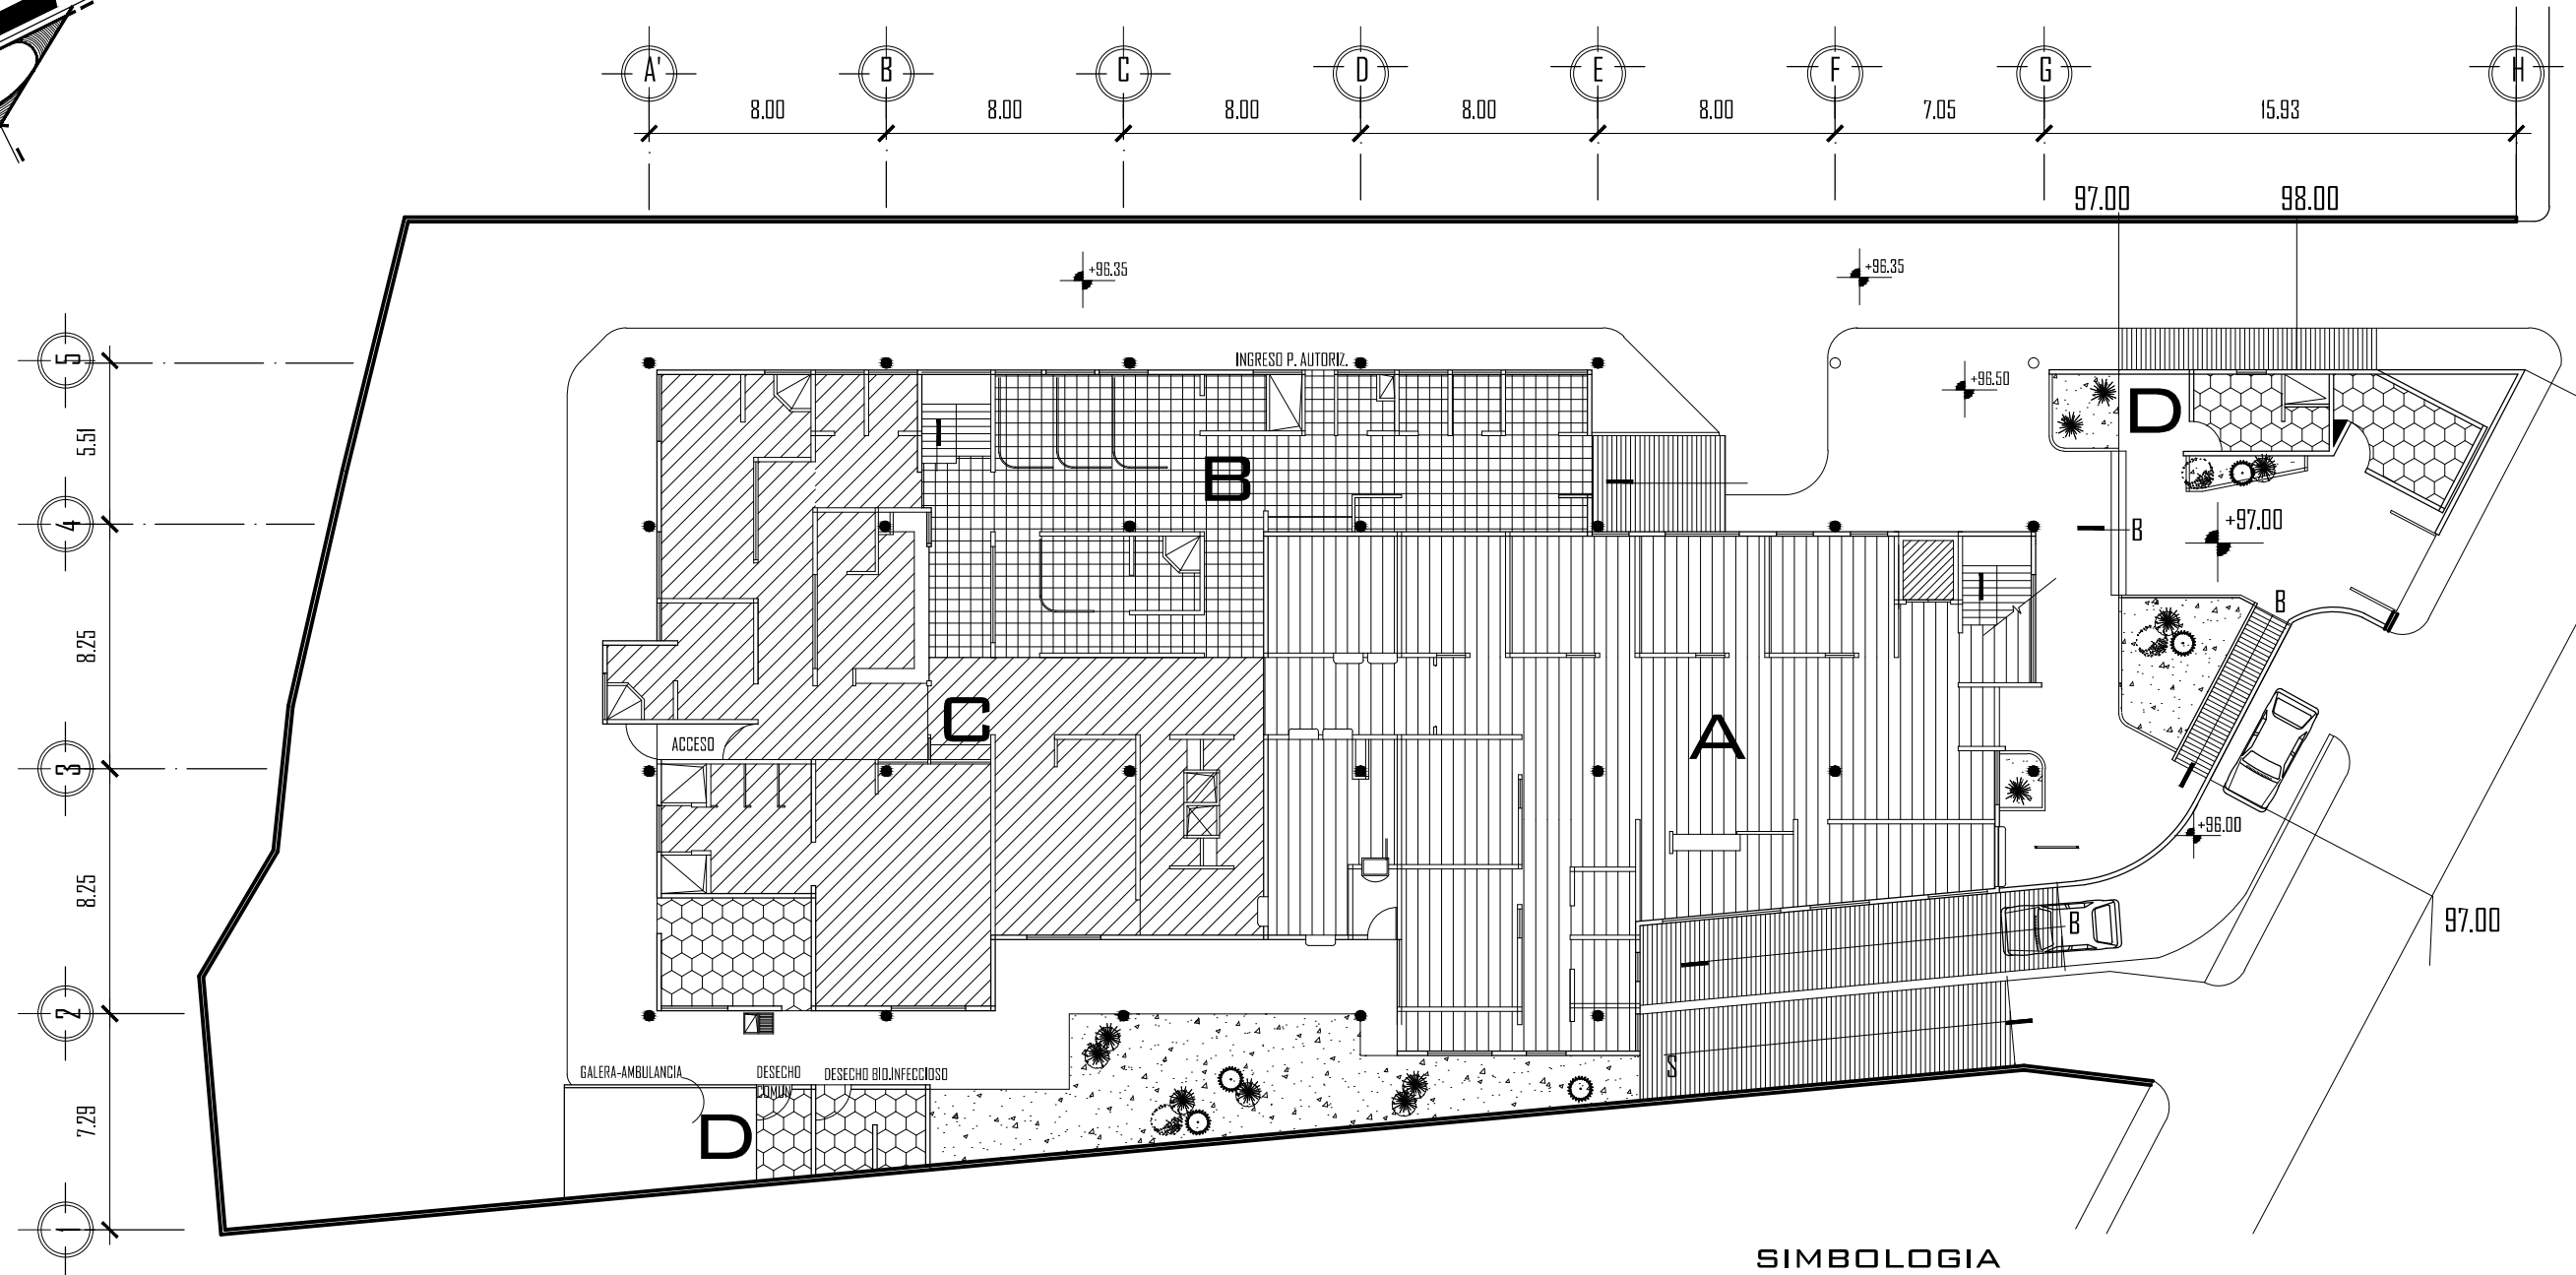 A' B C D E F G H
8.00 8.00 8.00 8.00 8.00 7.05 15.93
97.00 98.00
+96.35 +96.35
5
INGRESO P. AUTORIZ.
+96.50
D
5.51
B
4
+97.00
B
8.25
B
C
A
ACCESO
3
+96.00
8.25
97.00
B
2
S
GALERA-AMBULANCIA
DESECHO
COMUN
DESECHO BIO.INFECCIOSO
7.29
D
1
SIMBOLOGIA